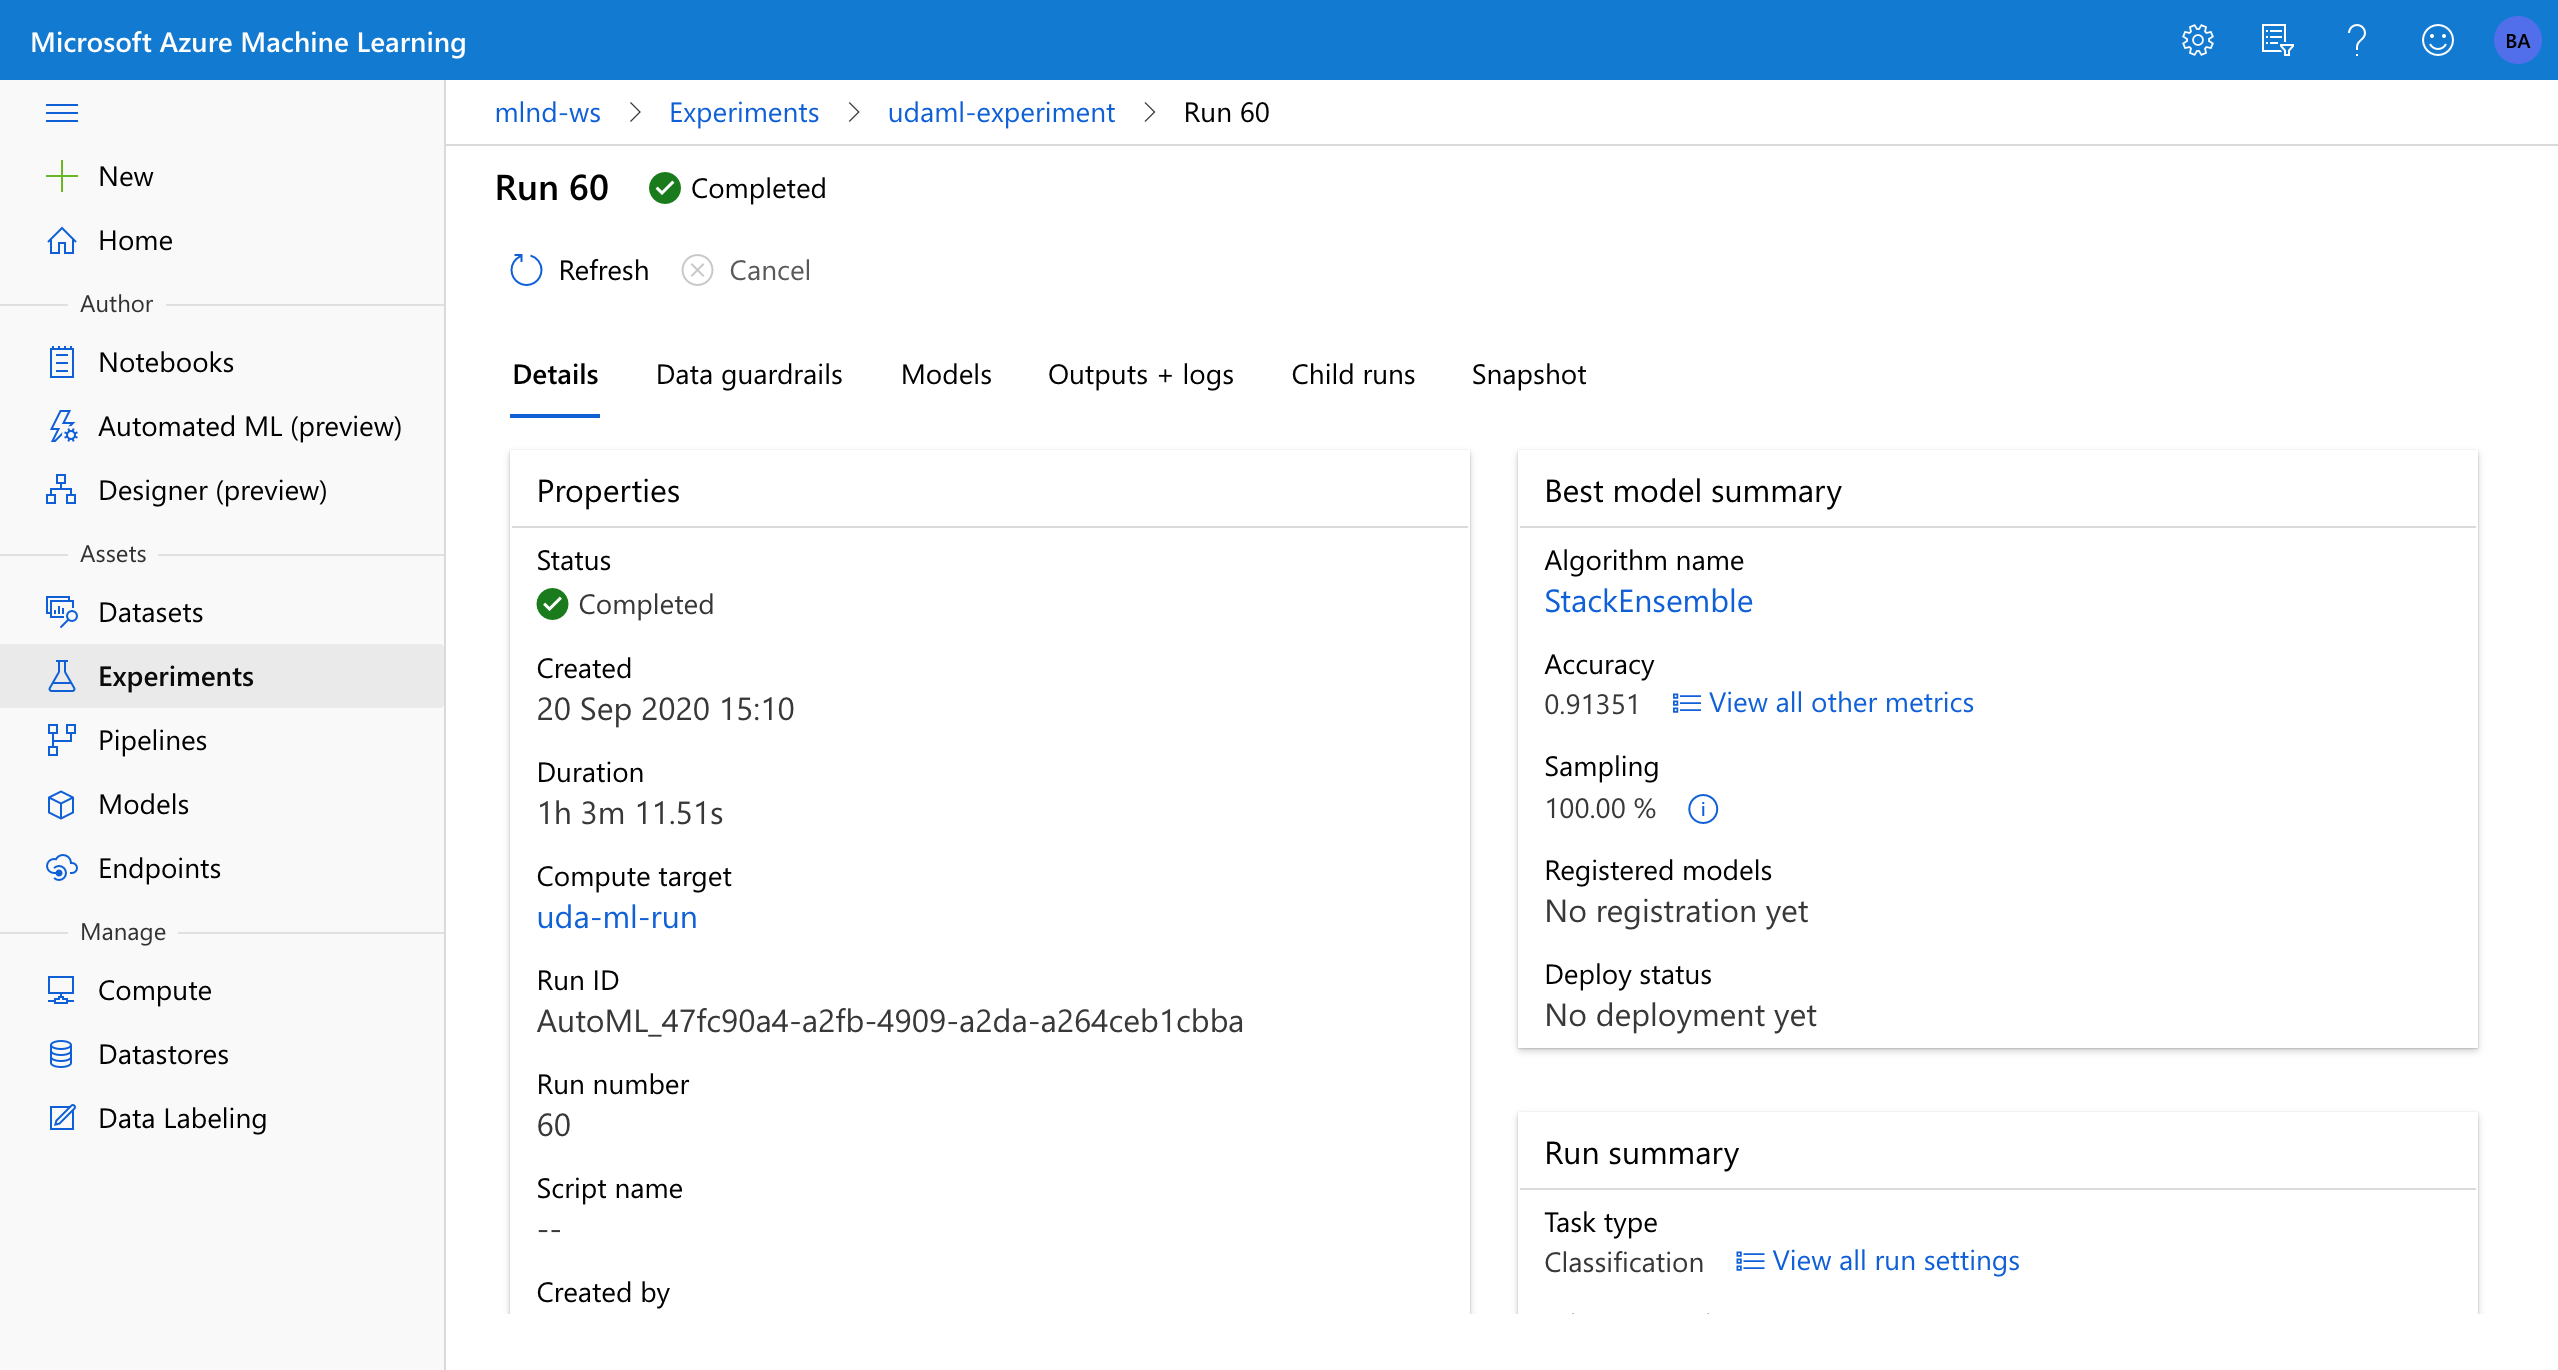 Microsoft Azure Machine Learning
BA
New
Home
Author
Notebooks
Automated ML (preview)
Designer (preview)
Assets
Datasets
Experiments
Pipelines
Models
Endpoints
Manage
Compute
Datastores
Data Labeling
mlnd-ws > Experiments > udaml-experiment > Run 60
Run 60 Completed
Refresh Cancel
Details Data guardrails Models Outputs + logs Child runs Snapshot
Properties
Status
Completed
Created
20 Sep 2020 15:10
Duration
1h 3m 11.51s
Compute target
uda-ml-run
Run ID
AutoML_47fc90a4-a2fb-4909-a2da-a264ceb1cbba
Run number
60
Script name
--
Created by
Best model summary
Algorithm name
StackEnsemble
Accuracy
0.91351 View all other metrics
Sampling
100.00 %
Registered models
No registration yet
Deploy status
No deployment yet
Run summary
Task type
Classification View all run settings